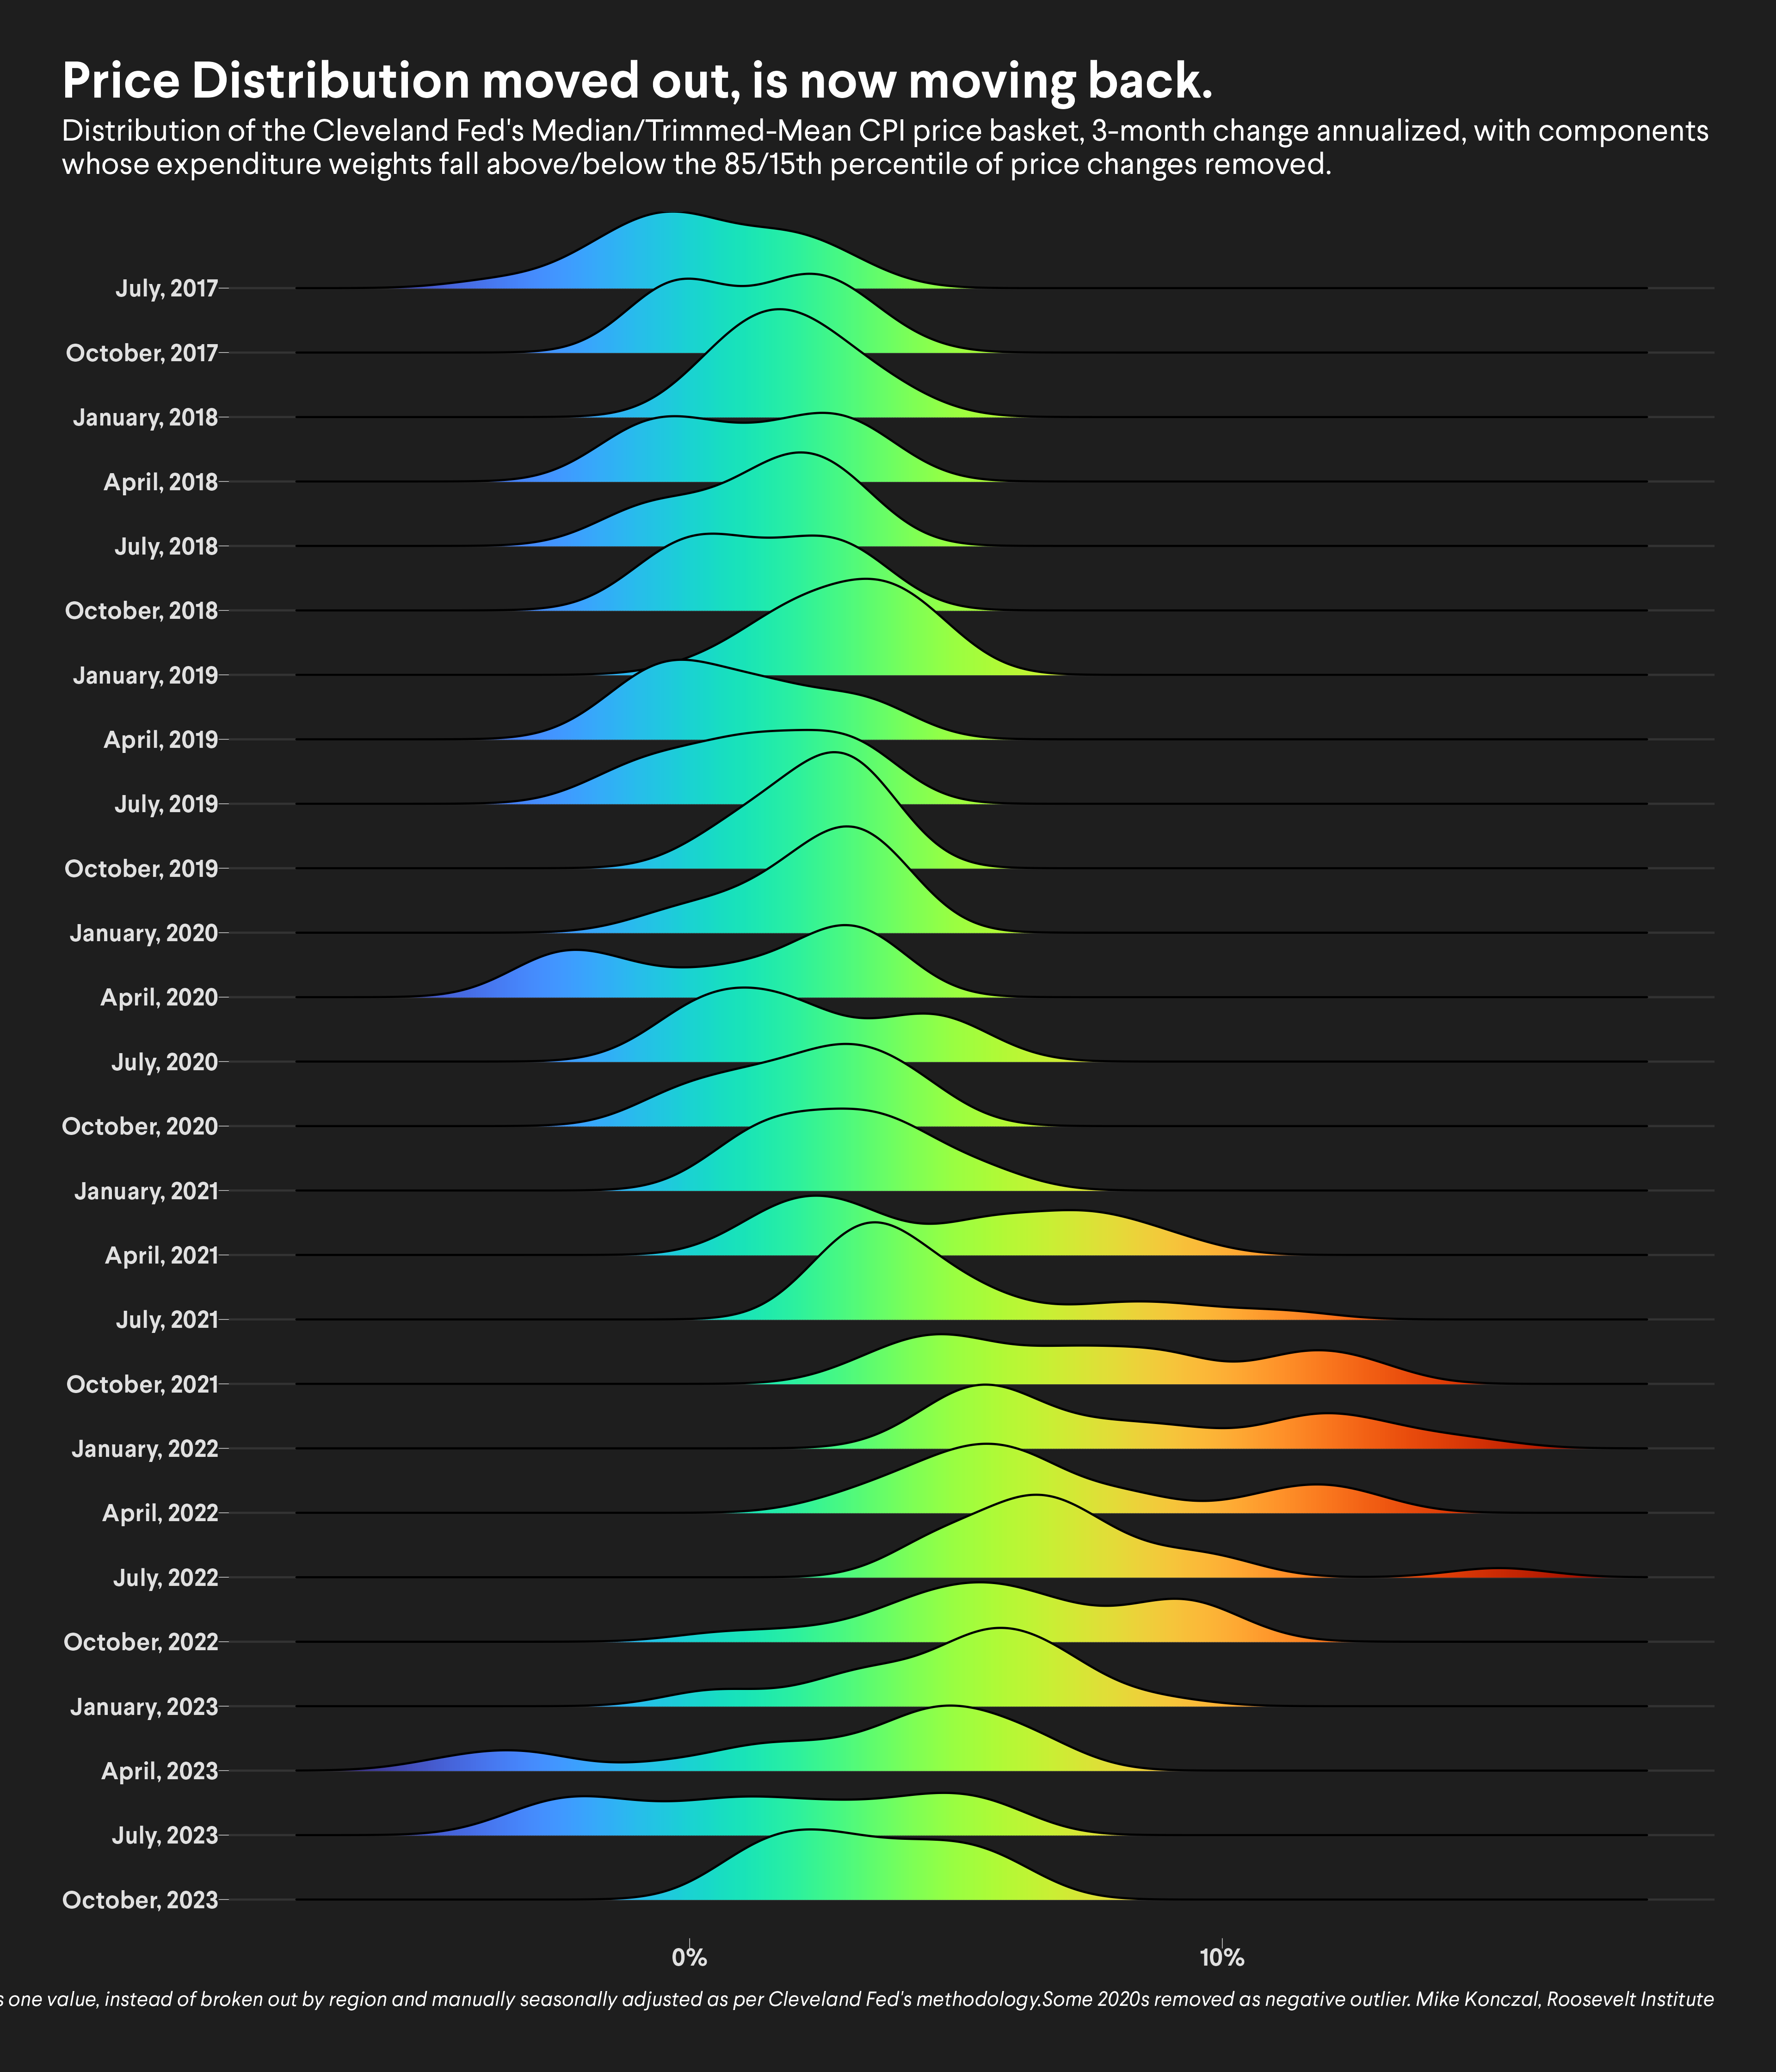 Price Distribution moved out, is now moving back.
Distribution of the Cleveland Fed's Median/Trimmed-Mean CPI price basket, 3-month change annualized, with components
whose expenditure weights fall above/below the 85/15th percentile of price changes removed.
July, 2017
October, 2017
January, 2018
April, 2018
July, 2018
October, 2018
January, 2019
April, 2019
July, 2019
October, 2019
January, 2020
April, 2020
July, 2020
October, 2020
January, 2021
April, 2021
July, 2021
October, 2021
January, 2022
April, 2022
July, 2022
October, 2022
January, 2023
April, 2023
July, 2023
October, 2023
0% 10%
s one value, instead of broken out by region and manually seasonally adjusted as per Cleveland Fed's methodology.Some 2020s removed as negative outlier. Mike Konczal, Roosevelt Institute